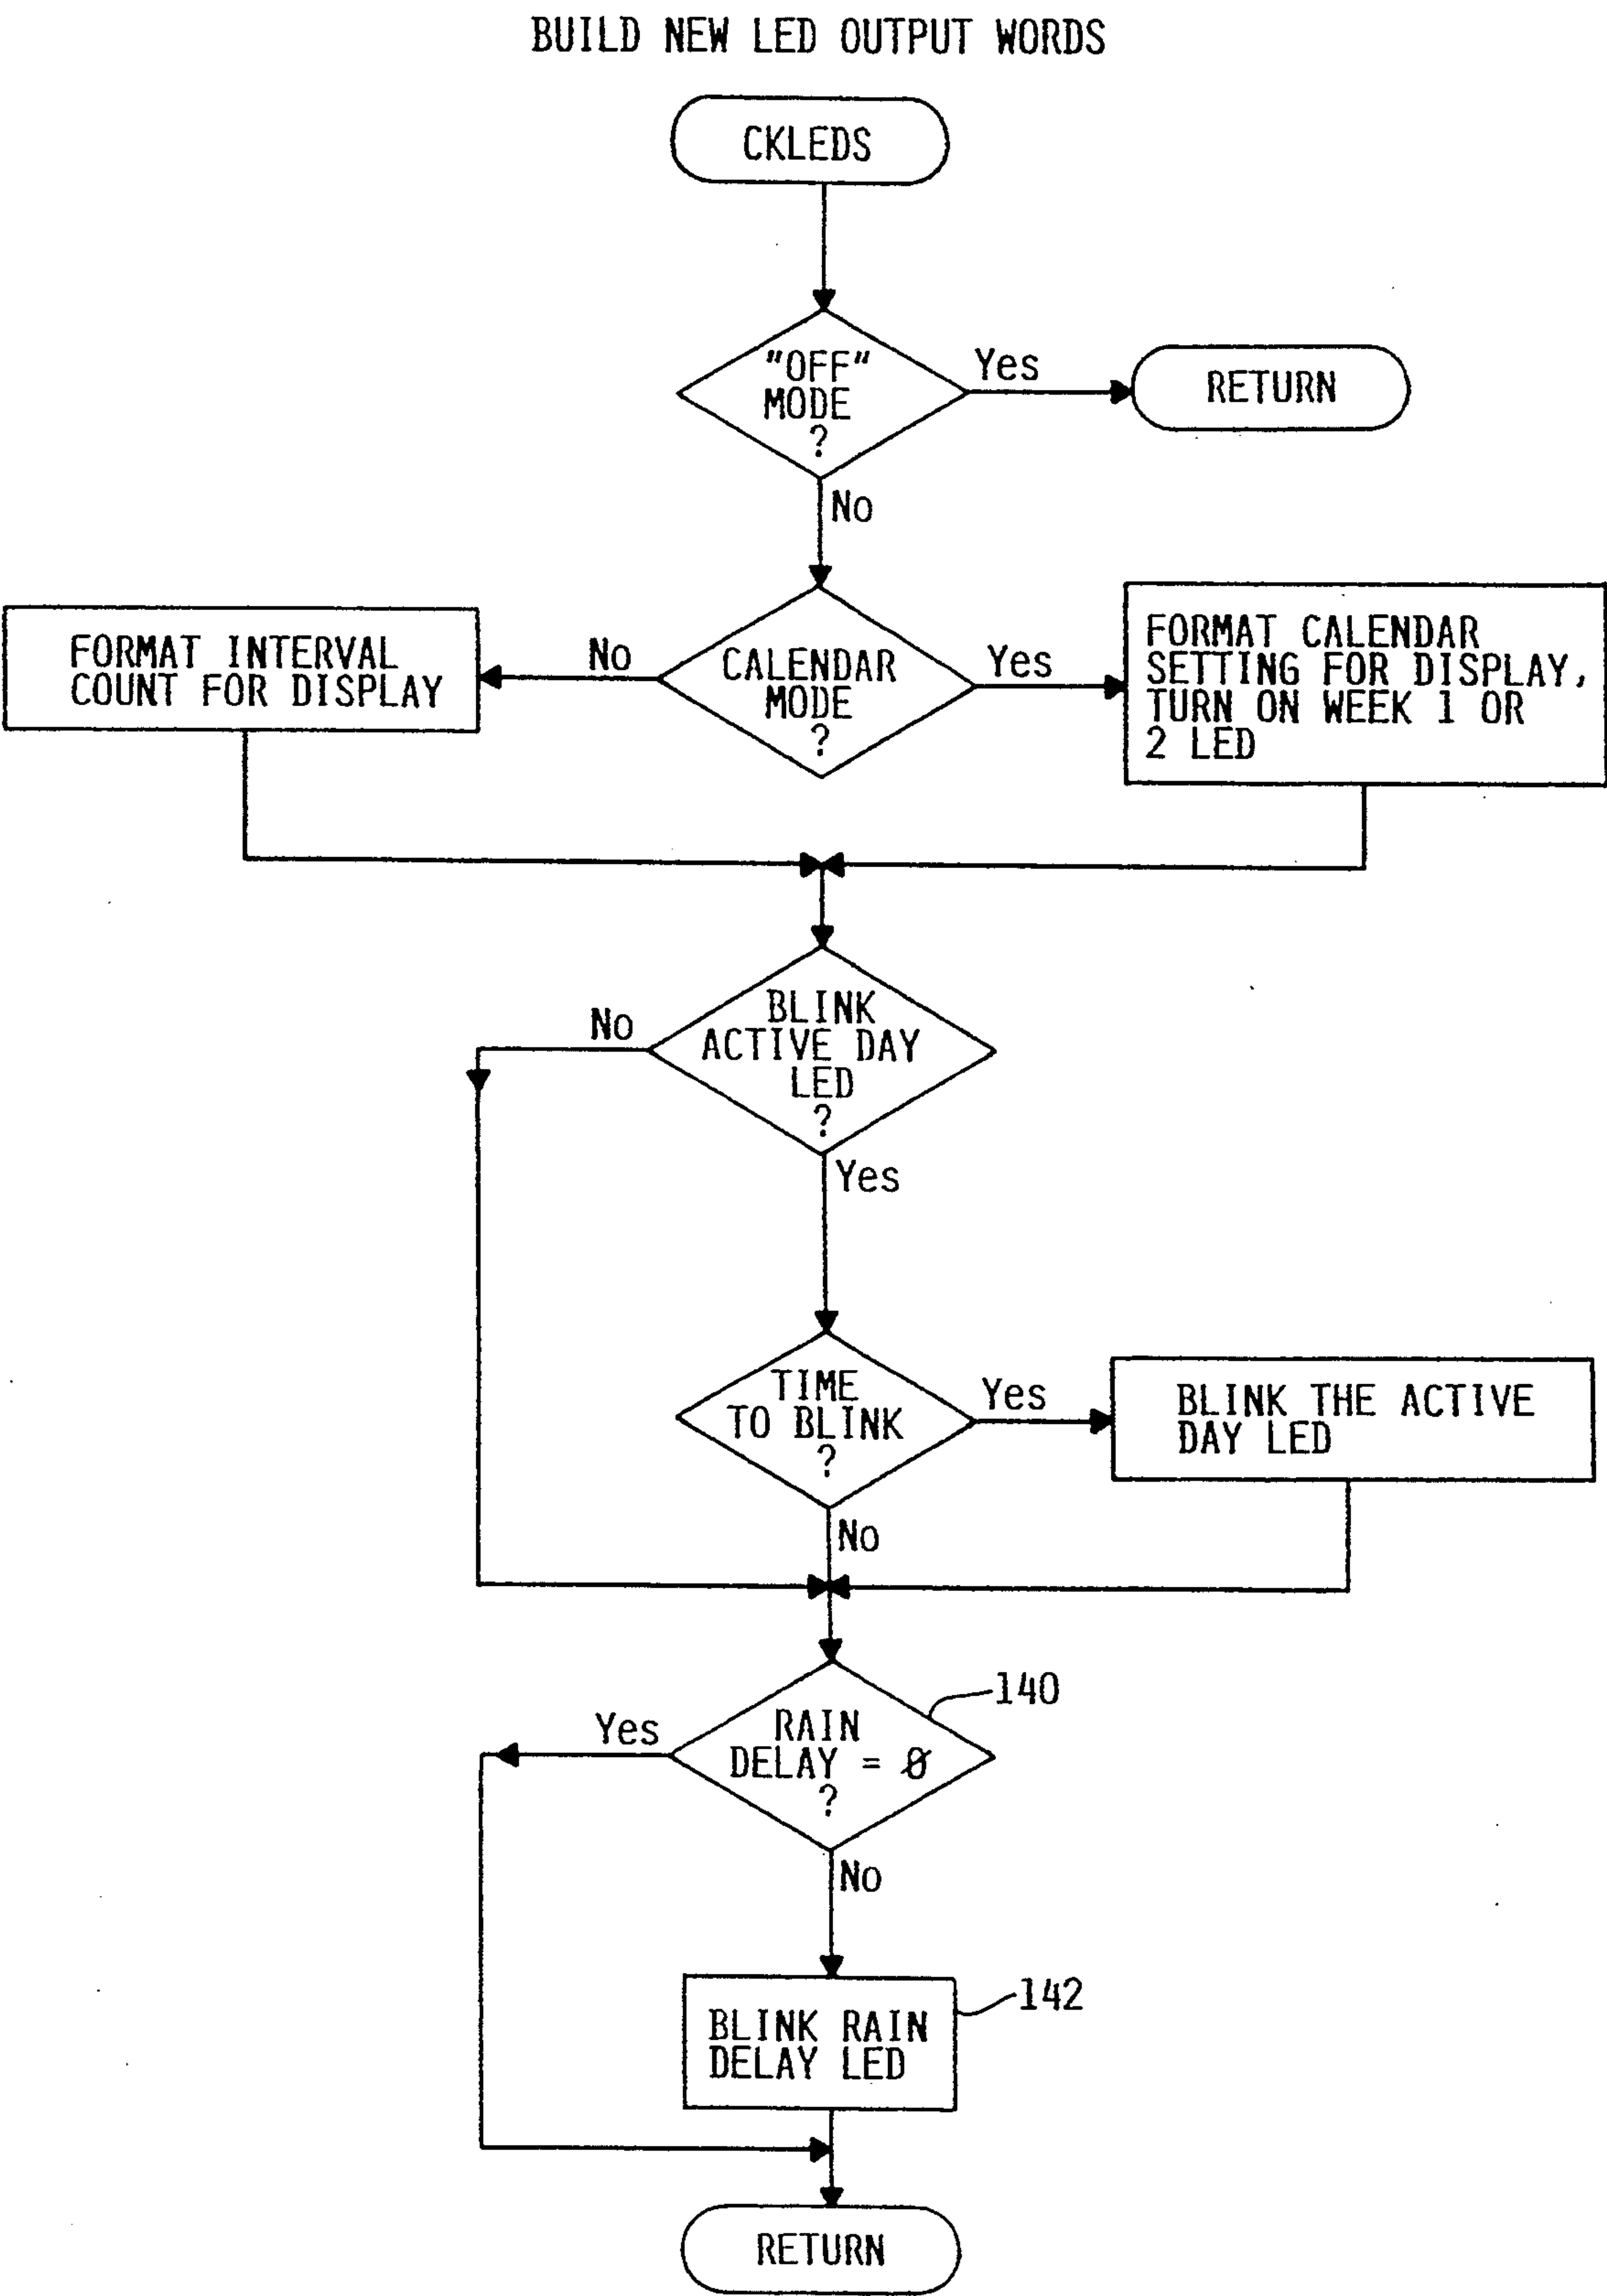 BUILD NEW LED OUTPUT WORDS
CKLEDS
"OFF"
MODE
?
Yes
RETURN
No
FORMAT INTERVAL
COUNT FOR DISPLAY
No
CALENDAR
MODE
?
Yes
FORMAT CALENDAR
SETTING FOR DISPLAY,
TURN ON WEEK 1 OR
2 LED
No
BLINK
ACTIVE DAY
LED
?
Yes
TIME
TO BLINK
?
Yes
BLINK THE ACTIVE
DAY LED
No
140
Yes
RAIN
DELAY = 0̸
?
No
142
BLINK RAIN
DELAY LED
RETURN